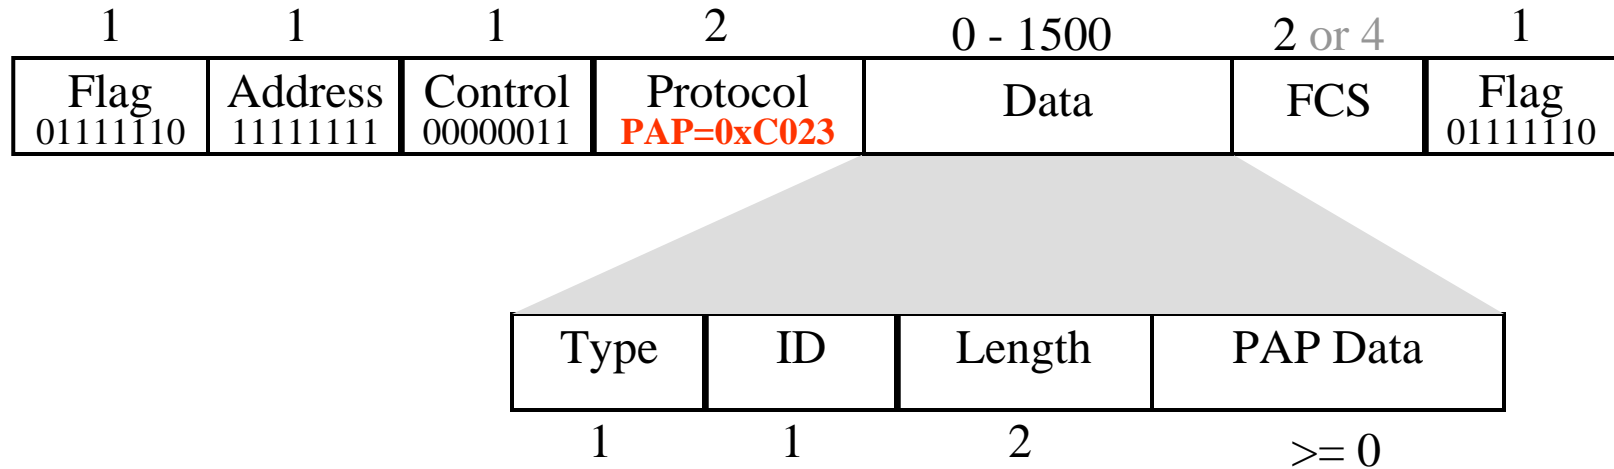 1 1 1 2 0 - 1500 2 or 4 1
Flag Address Control Protocol Data FCS Flag
01111110 11111111 00000011 PAP=0xC023 01111110
Type ID Length PAP Data
1 1 2 >= 0